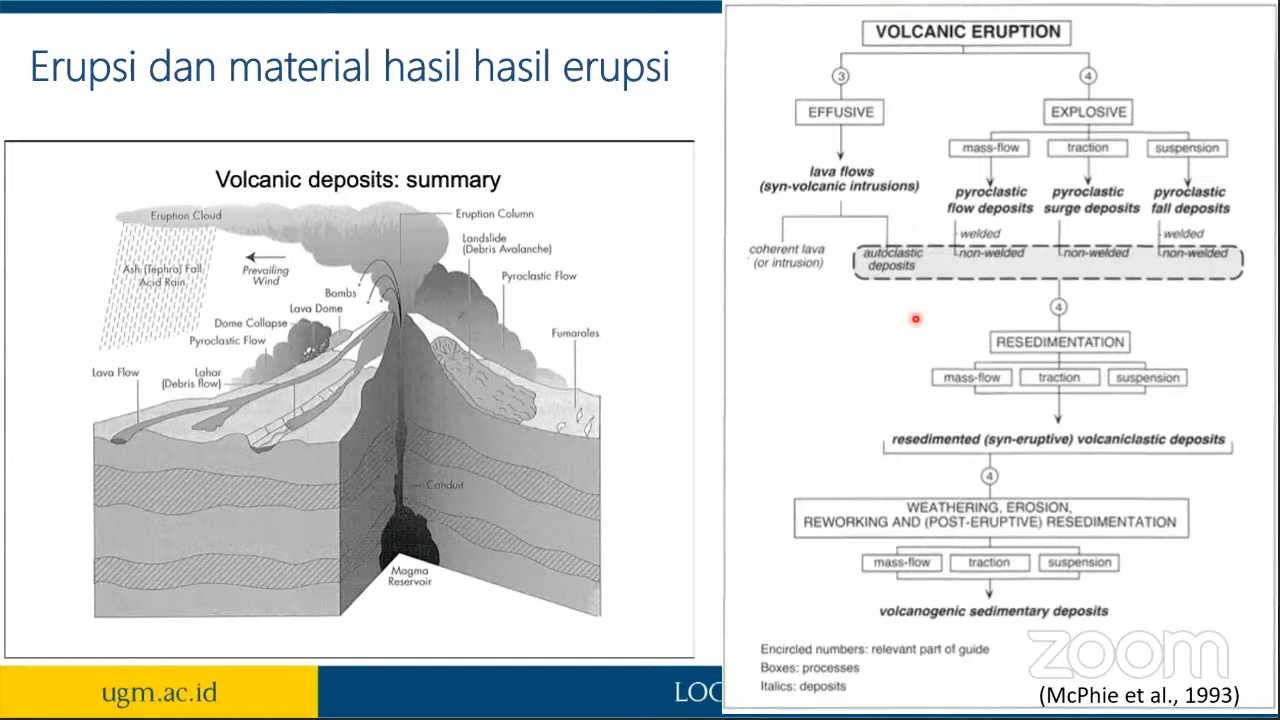 Erupsi dan material hasil hasil erupsi
Volcanic deposits: summary
Eruption Cloud
Eruption Column
Landslide
(Debris Avalanche)
Ash (Tephra) Fall
Acid Rain
Prevailing
Wind
Pyroclastic Flow
Bombs
Lava Dome
Dome Collapse
Pyroclastic Flow
Fumaroles
Lava Flow
Lahar
(Debris flow)
Conduit
Magma
Reservoir
ugm.ac.id
LOC
VOLCANIC ERUPTION
3
4
EFFUSIVE
EXPLOSIVE
mass-flow
traction
suspension
lava flows
(syn-volcanic intrusions)
pyroclastic
flow deposits
pyroclastic
surge deposits
pyroclastic
fall deposits
welded
welded
coherent lava
(or intrusion)
autoclastic
deposits
non-welded
non-welded
non-welded
4
RESEDIMENTATION
mass-flow
traction
suspension
resedimented (syn-eruptive) volcaniclastic deposits
4
WEATHERING, EROSION,
REWORKING AND (POST-ERUPTIVE) RESEDIMENTATION
mass-flow
traction
suspension
volcanogenic sedimentary deposits
Encircled numbers: relevant part of guide
Boxes: processes
Italics: deposits
zoom
(McPhie et al., 1993)